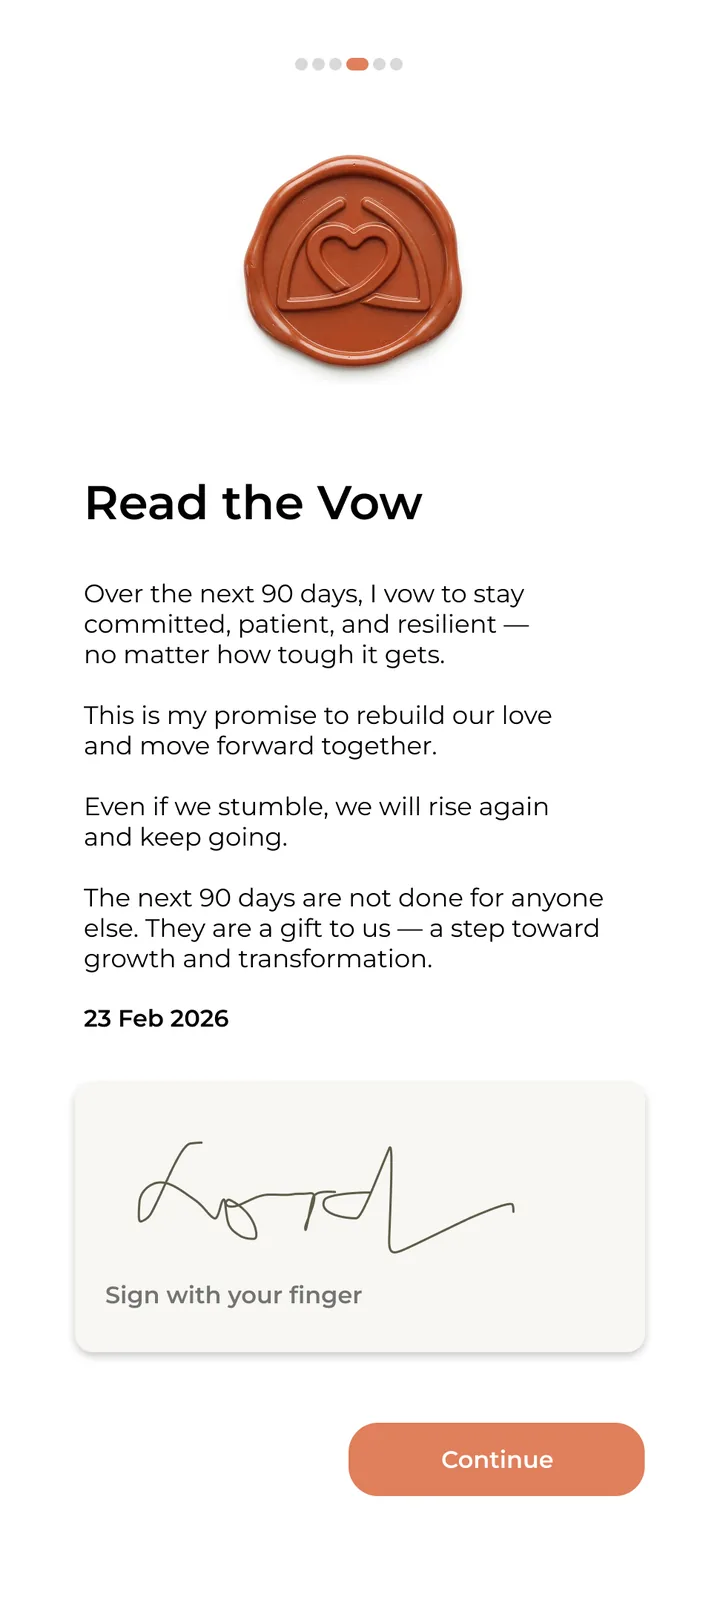 Read the Vow
Over the next 90 days, I vow to stay
committed, patient, and resilient —
no matter how tough it gets.
This is my promise to rebuild our love
and move forward together.
Even if we stumble, we will rise again
and keep going.
The next 90 days are not done for anyone
else. They are a gift to us — a step toward
growth and transformation.
23 Feb 2026
Sign with your finger
Continue